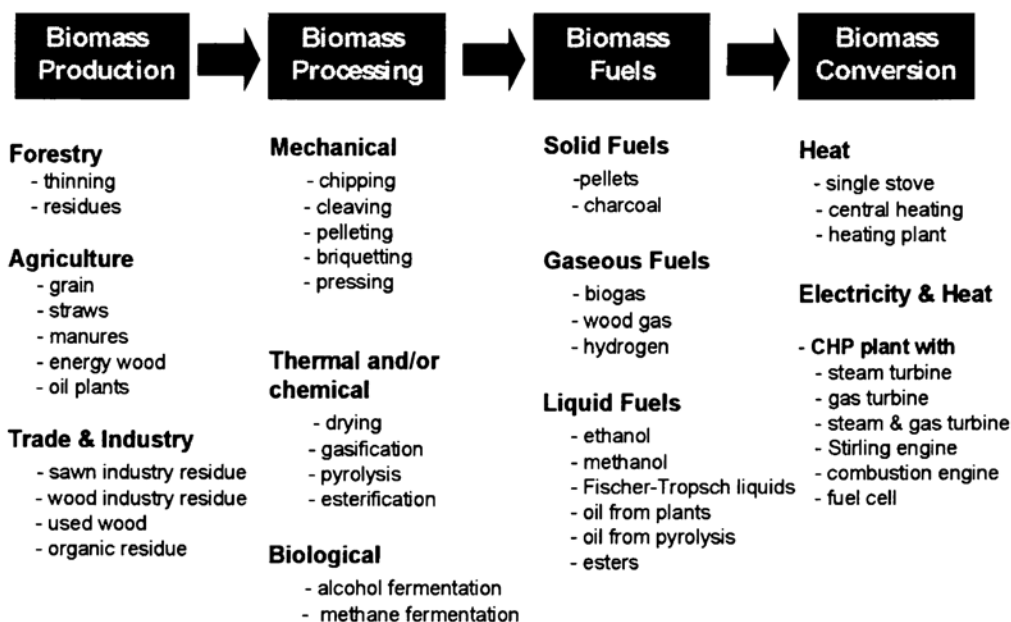 Biomass
Production
Biomass
Processing
Biomass
Fuels
Biomass
Conversion
Forestry
- thinning
- residues
Agriculture
- grain
- straws
- manures
- energy wood
- oil plants
Trade & Industry
- sawn industry residue
- wood industry residue
- used wood
- organic residue
Mechanical
- chipping
- cleaving
- pelleting
- briquetting
- pressing
Thermal and/or
chemical
- drying
- gasification
- pyrolysis
- esterification
Biological
- alcohol fermentation
- methane fermentation
Solid Fuels
-pellets
- charcoal
Gaseous Fuels
- biogas
- wood gas
- hydrogen
Liquid Fuels
- ethanol
- methanol
- Fischer-Tropsch liquids
- oil from plants
- oil from pyrolysis
- esters
Heat
- single stove
- central heating
- heating plant
Electricity & Heat
- CHP plant with
- steam turbine
- gas turbine
- steam & gas turbine
- Stirling engine
- combustion engine
- fuel cell